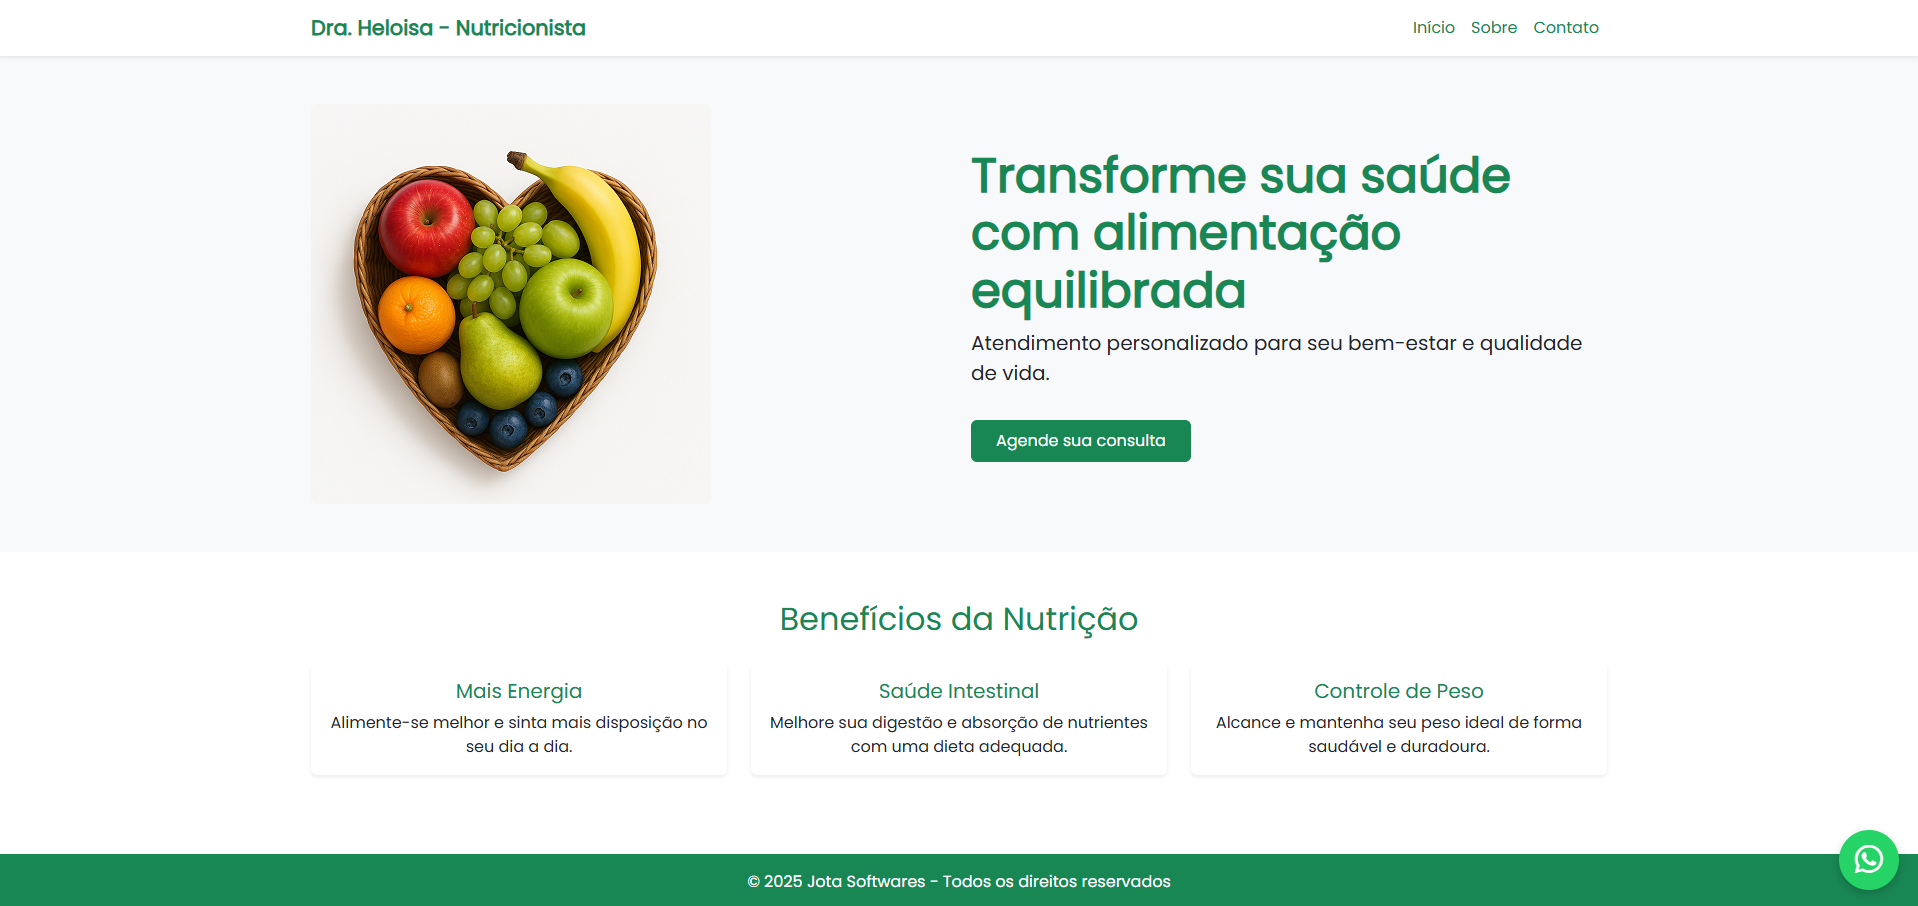 Dra. Heloisa - Nutricionista
Início Sobre Contato
Transforme sua saúde
com alimentação
equilibrada
Atendimento personalizado para seu bem-estar e qualidade
de vida.
Agende sua consulta
Benefícios da Nutrição
Mais Energia
Alimente-se melhor e sinta mais disposição no
seu dia a dia.
Saúde Intestinal
Melhore sua digestão e absorção de nutrientes
com uma dieta adequada.
Controle de Peso
Alcance e mantenha seu peso ideal de forma
saudável e duradoura.
© 2025 Jota Softwares - Todos os direitos reservados